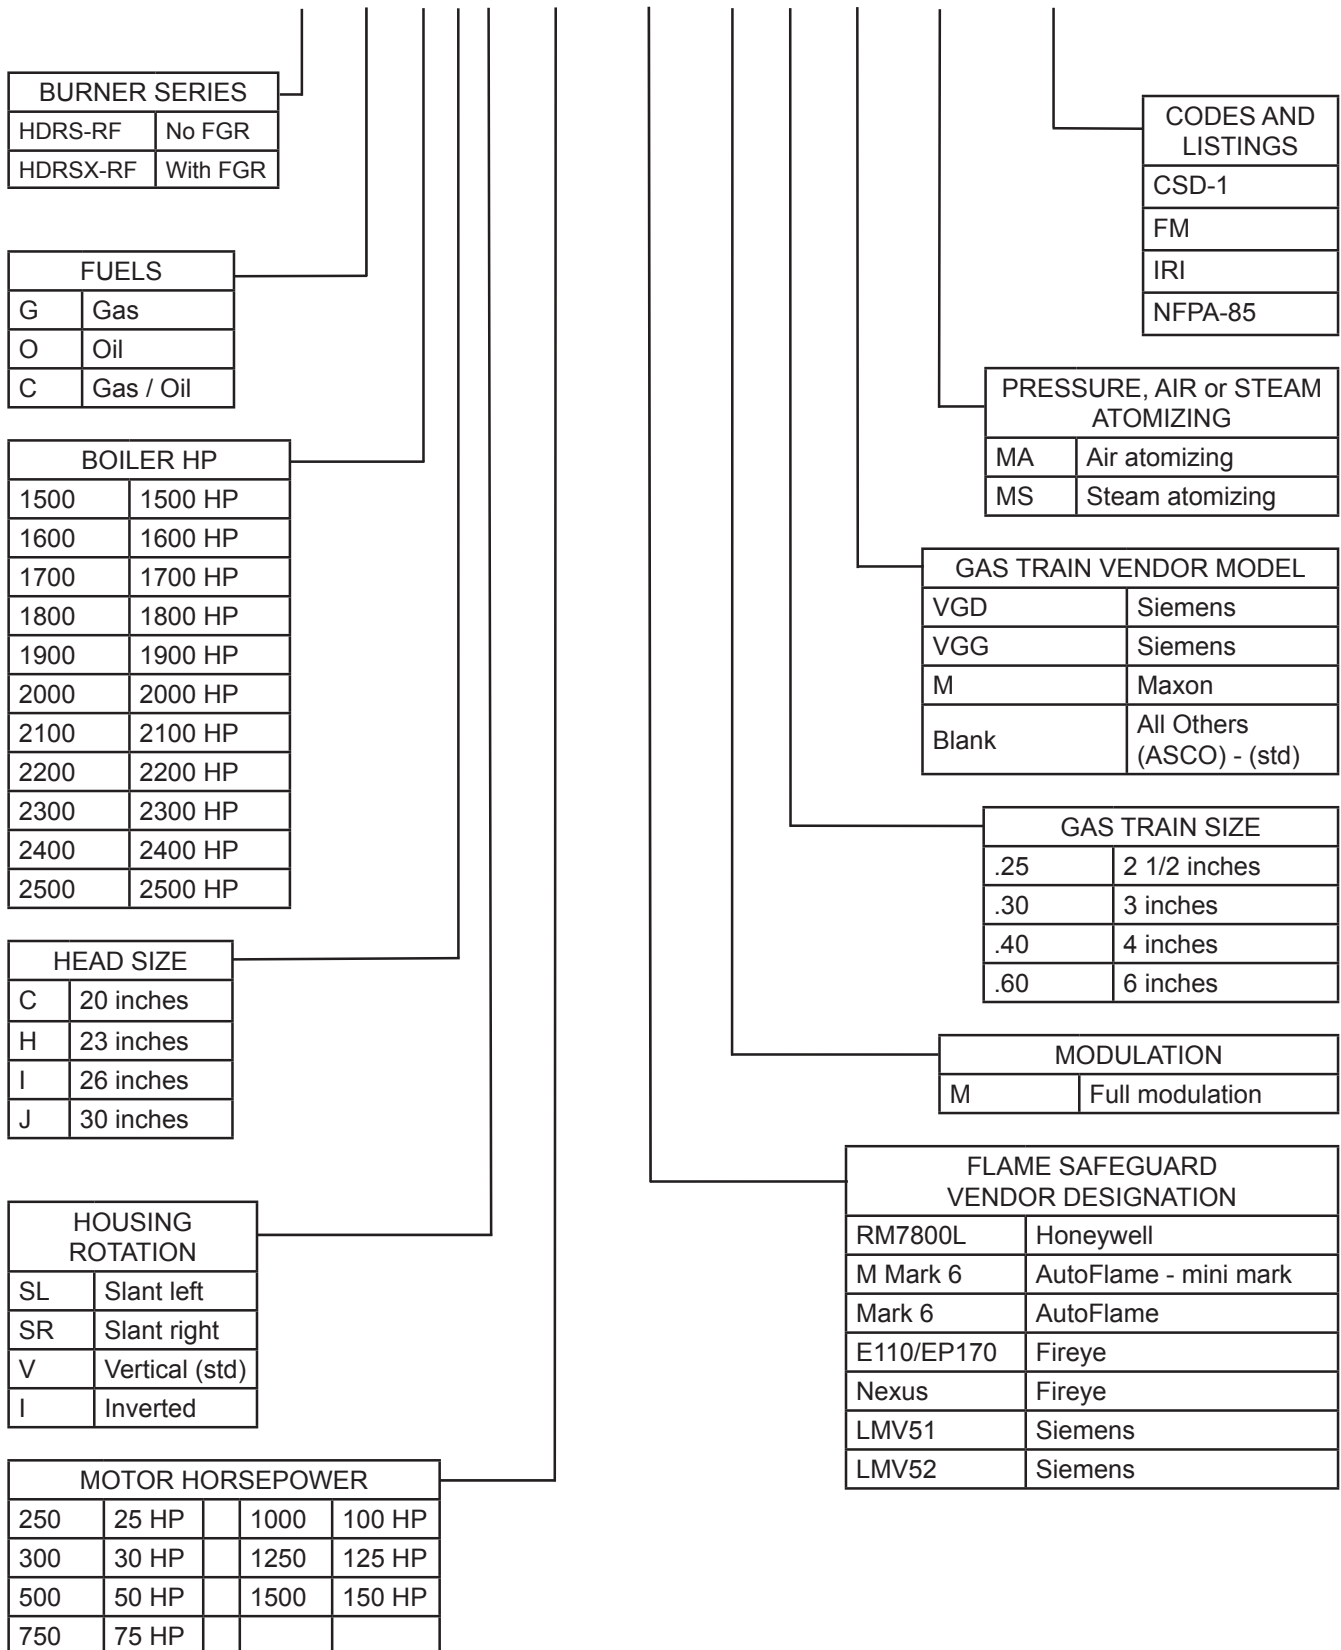 BURNER SERIES
HDRS-RF No FGR
HDRSX-RF With FGR
FUELS
G Gas
O Oil
C Gas / Oil
BOILER HP
1500 1500 HP
1600 1600 HP
1700 1700 HP
1800 1800 HP
1900 1900 HP
2000 2000 HP
2100 2100 HP
2200 2200 HP
2300 2300 HP
2400 2400 HP
2500 2500 HP
HEAD SIZE
C 20 inches
H 23 inches
I 26 inches
J 30 inches
HOUSING
ROTATION
SL Slant left
SR Slant right
V Vertical (std)
I Inverted
MOTOR HORSEPOWER
250 25 HP 1000 100 HP
300 30 HP 1250 125 HP
500 50 HP 1500 150 HP
750 75 HP
CODES AND
LISTINGS
CSD-1
FM
IRI
NFPA-85
PRESSURE, AIR or STEAM
ATOMIZING
MA Air atomizing
MS Steam atomizing
GAS TRAIN VENDOR MODEL
VGD Siemens
VGG Siemens
M Maxon
Blank All Others
(ASCO) - (std)
GAS TRAIN SIZE
.25 2 1/2 inches
.30 3 inches
.40 4 inches
.60 6 inches
MODULATION
M Full modulation
FLAME SAFEGUARD
VENDOR DESIGNATION
RM7800L Honeywell
M Mark 6 AutoFlame - mini mark
Mark 6 AutoFlame
E110/EP170 Fireye
Nexus Fireye
LMV51 Siemens
LMV52 Siemens